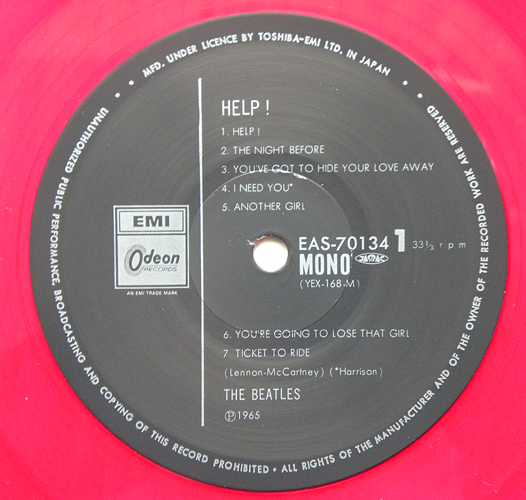 • MFD. UNDER LICENCE BY TOSHIBA-EMI LTD. IN JAPAN •
UNAUTHORIZED PUBLIC PERFORMANCE, BROADCASTING AND COPYING OF THIS RECORD PROHIBITED • ALL RIGHTS OF THE MANUFACTURER AND OF THE OWNER OF THE RECORDED WORK ARE RESERVED
HELP !
1. HELP !
2. THE NIGHT BEFORE
3. YOU'VE GOT TO HIDE YOUR LOVE AWAY
4. I NEED YOU*
5. ANOTHER GIRL
EMI
Odeon
RECORDS
AN EMI TRADE MARK
EAS-70134 1 33⅓ r p m
MONO
(YEX-168-M)
6. YOU'RE GOING TO LOSE THAT GIRL
7 TICKET TO RIDE
(Lennon-McCartney) (*Harrison)
THE BEATLES
℗1965